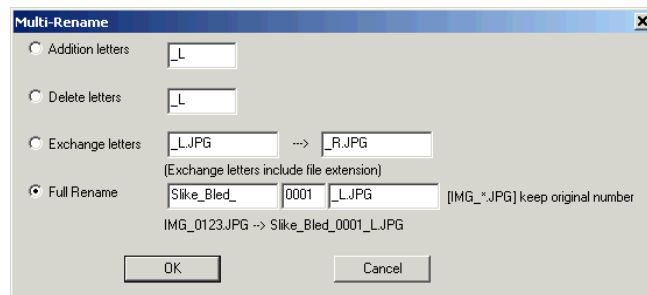 Multi-Rename
Addition letters _L
Delete letters _L
Exchange letters _L.JPG ---> _R.JPG
(Exchange letters include file extension)
Full Rename Slike_Bled_ 0001 _L.JPG [IMG_*.JPG] keep original number
IMG_0123.JPG --> Slike_Bled_0001_L.JPG
OK Cancel